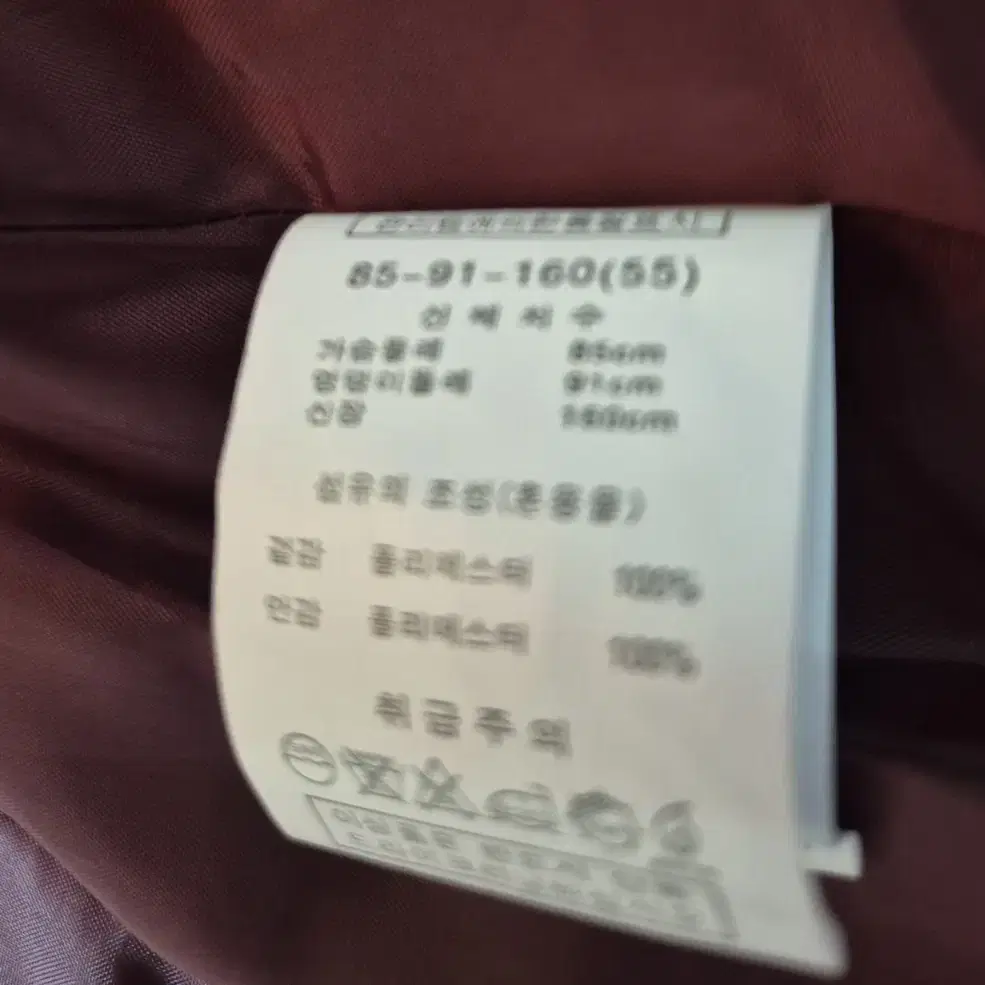 85-91-160(55)
신체치수
가슴둘레 85cm
엉덩이둘레 91cm
신장 160cm
섬유의 조성(혼용율)
겉감 폴리에스터 100%
안감 폴리에스터 100%
취급주의